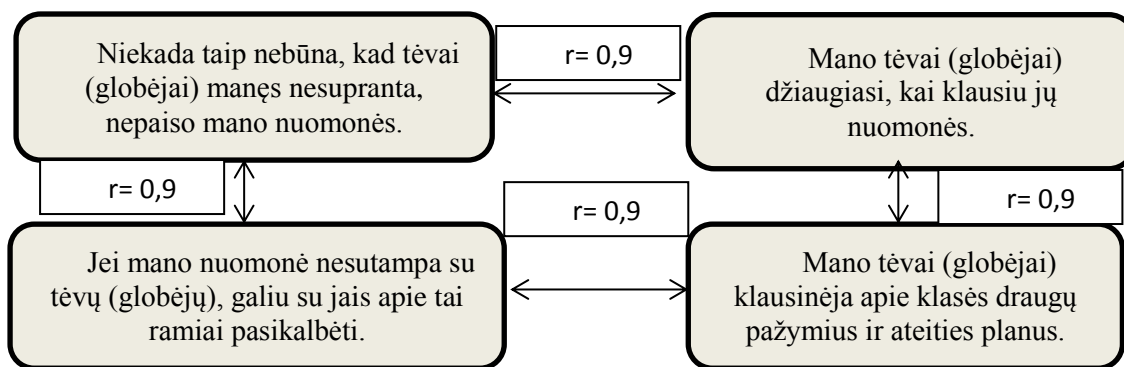 Niekada taip nebūna, kad tėvai
(globėjai) manęs nesupranta,
nepaiso mano nuomonės.
r= 0,9
Mano tėvai (globėjai)
džiaugiasi, kai klausiu jų
nuomonės.
r= 0,9
r= 0,9
r= 0,9
Jei mano nuomonė nesutampa su
tėvų (globėjų), galiu su jais apie tai
ramiai pasikalbėti.
Mano tėvai (globėjai)
klausinėja apie klasės draugų
pažymius ir ateities planus.